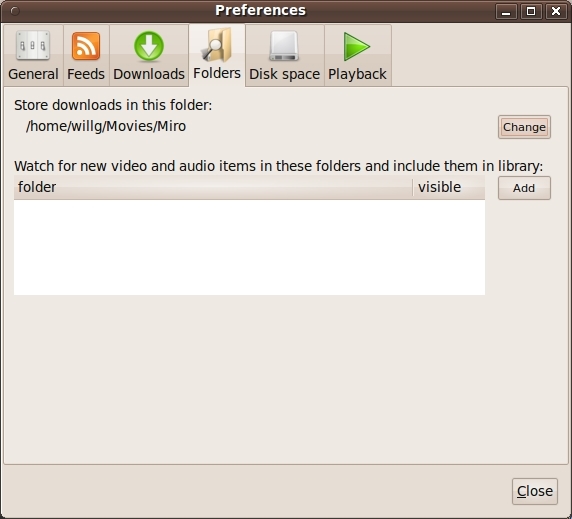 Preferences
General Feeds Downloads Folders Disk space Playback
Store downloads in this folder:
/home/willg/Movies/Miro
Change
Watch for new video and audio items in these folders and include them in library:
folder visible
Add
Close